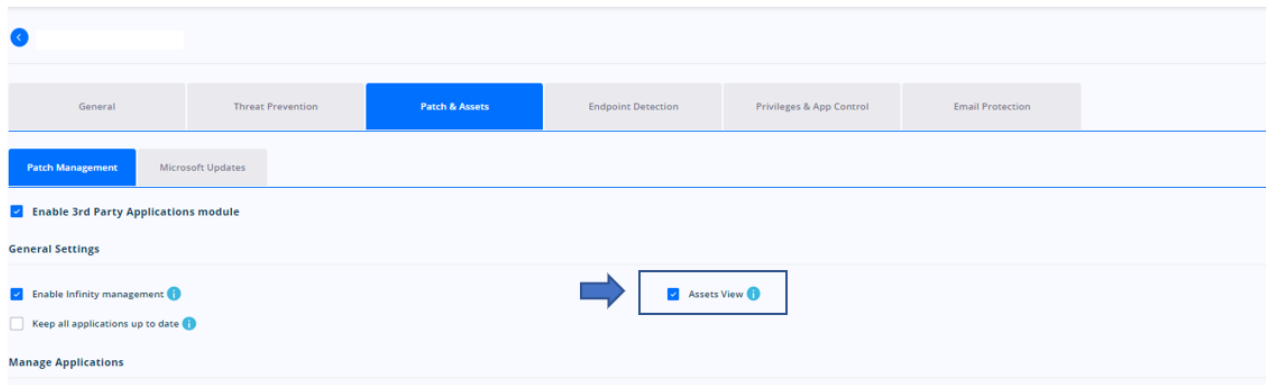 General
Threat Prevention
Patch & Assets
Endpoint Detection
Privileges & App Control
Email Protection
Patch Management
Microsoft Updates
Enable 3rd Party Applications module
General Settings
Enable Infinity management
Assets View
Keep all applications up to date
Manage Applications